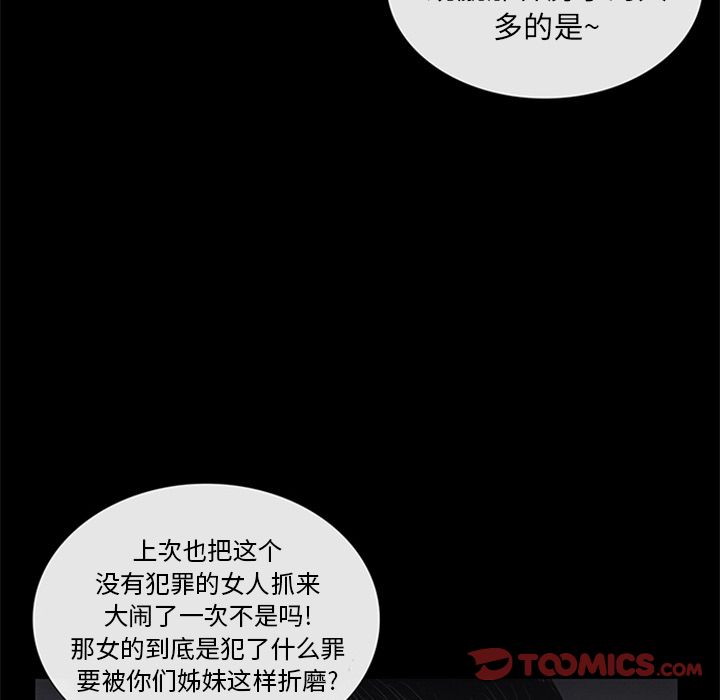 多的是~
上次也把这个
没有犯罪的女人抓来
大闹了一次不是吗!
那女的到底是犯了什么罪
要被你们姊妹这样折磨?
TOOMICS.COM